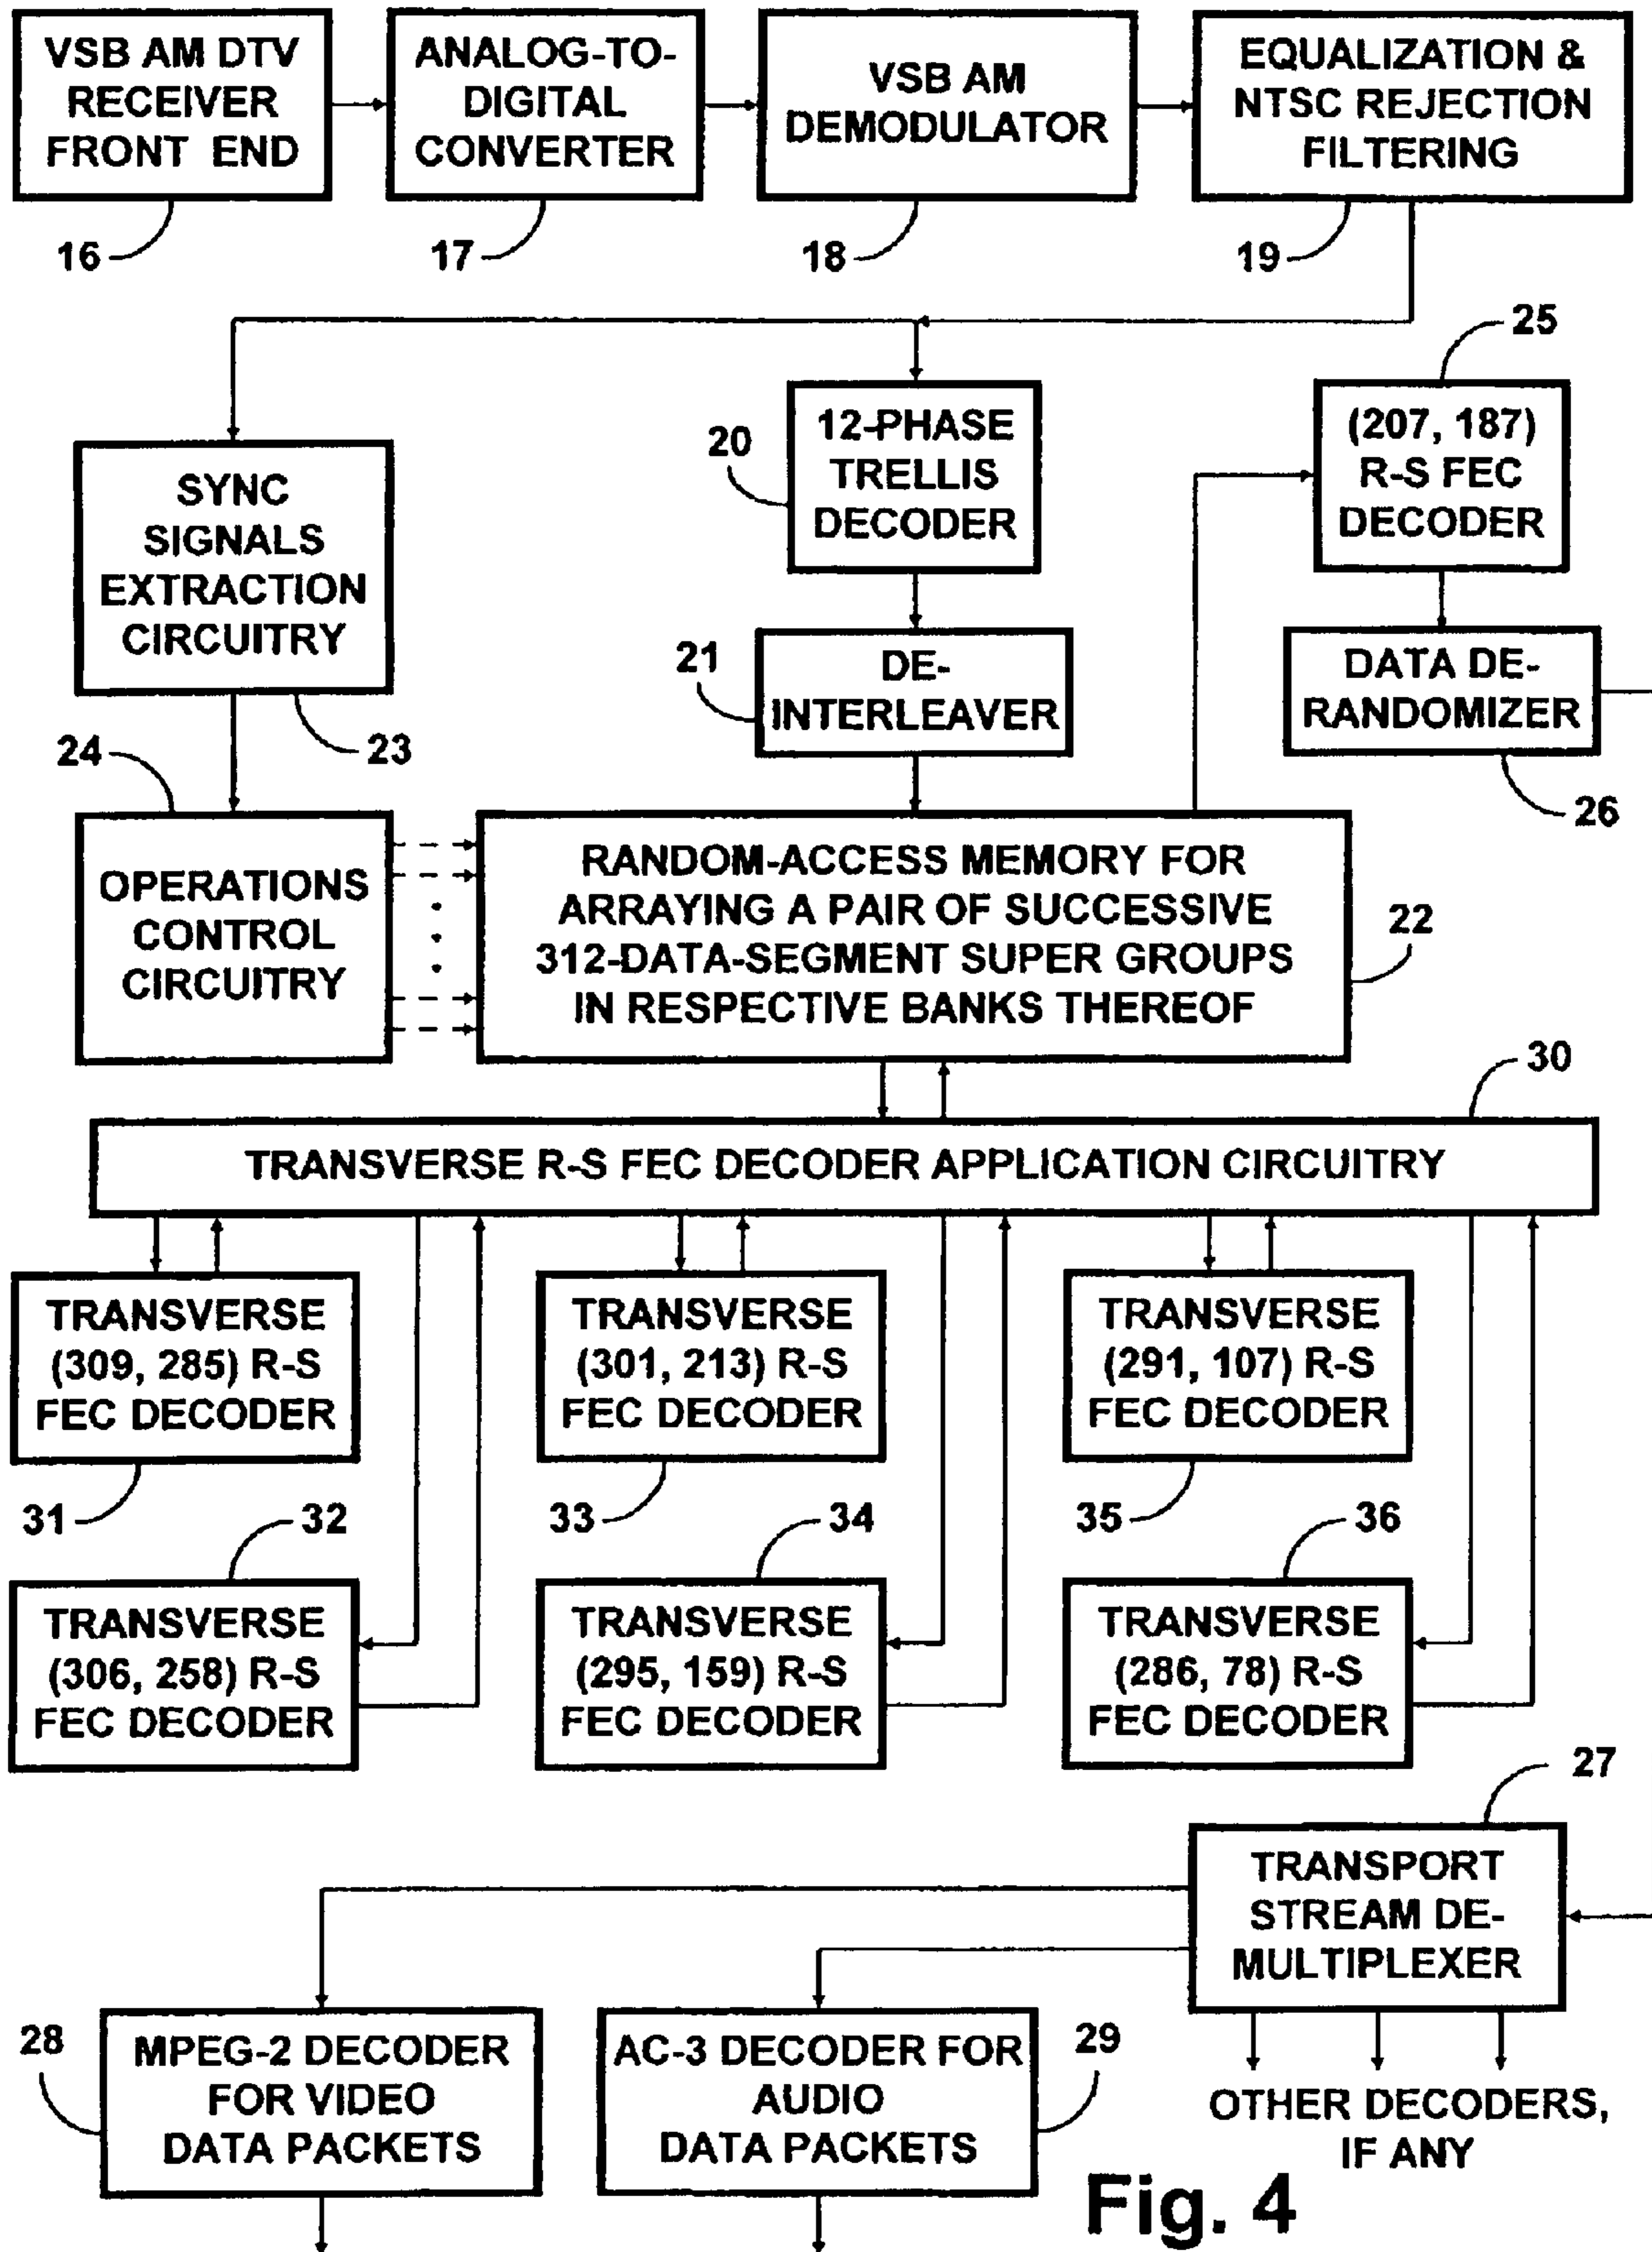 VSB AM DTV
RECEIVER
FRONT END
ANALOG-TO-
DIGITAL
CONVERTER
VSB AM
DEMODULATOR
EQUALIZATION &
NTSC REJECTION
FILTERING
16
17
18
19
25
20
12-PHASE
TRELLIS
DECODER
(207, 187)
R-S FEC
DECODER
SYNC
SIGNALS
EXTRACTION
CIRCUITRY
21
DE-
INTERLEAVER
DATA DE-
RANDOMIZER
24
23
26
OPERATIONS
CONTROL
CIRCUITRY
RANDOM-ACCESS MEMORY FOR
ARRAYING A PAIR OF SUCCESSIVE
312-DATA-SEGMENT SUPER GROUPS
IN RESPECTIVE BANKS THEREOF
22
30
TRANSVERSE R-S FEC DECODER APPLICATION CIRCUITRY
TRANSVERSE
(309, 285) R-S
FEC DECODER
TRANSVERSE
(301, 213) R-S
FEC DECODER
TRANSVERSE
(291, 107) R-S
FEC DECODER
31
32
33
34
35
36
TRANSVERSE
(306, 258) R-S
FEC DECODER
TRANSVERSE
(295, 159) R-S
FEC DECODER
TRANSVERSE
(286, 78) R-S
FEC DECODER
27
TRANSPORT
STREAM DE-
MULTIPLEXER
28
MPEG-2 DECODER
FOR VIDEO
DATA PACKETS
AC-3 DECODER FOR
AUDIO
DATA PACKETS
29
OTHER DECODERS,
IF ANY
Fig. 4